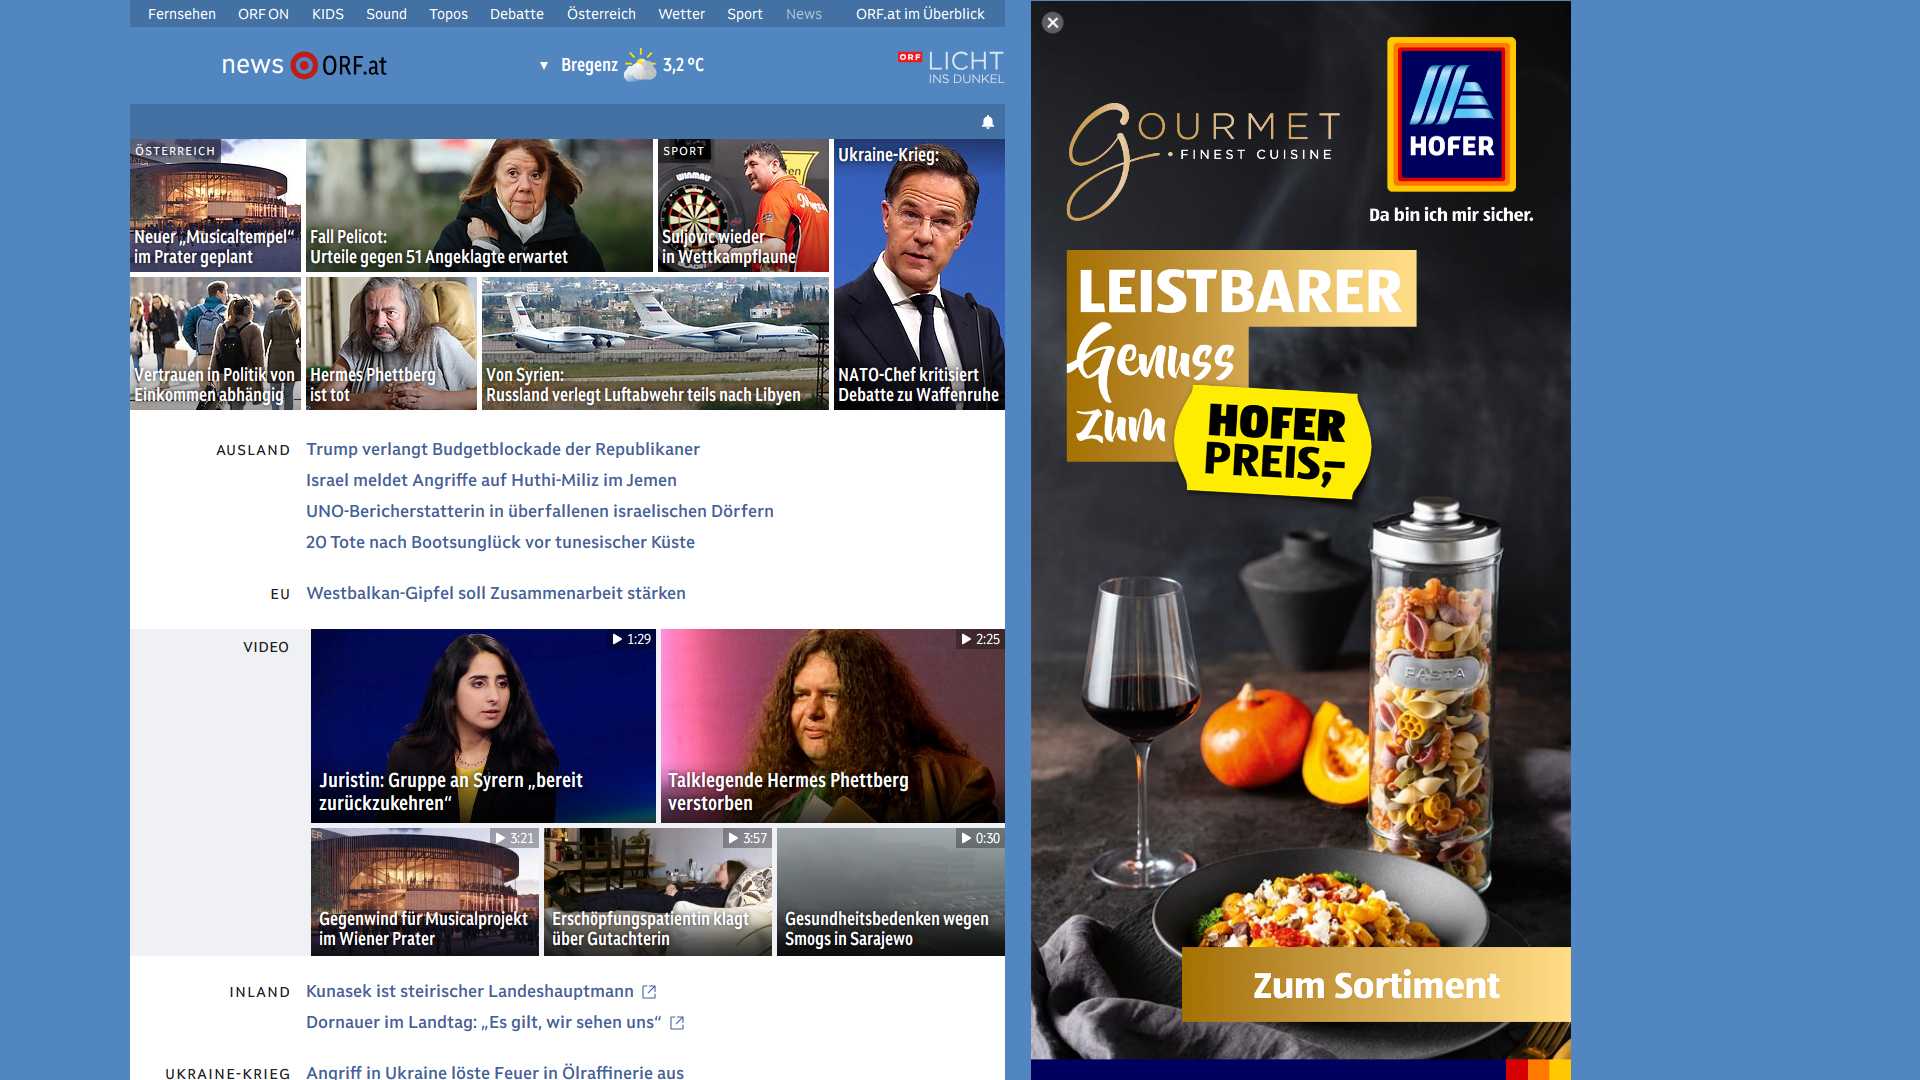 Fernsehen ORF ON KIDS Sound Topos Debatte Österreich Wetter Sport News ORF.at im Überblick
news ORF.at
Bregenz 3,2 °C
ORF LICHT
INS DUNKEL
ÖSTERREICH
Neuer „Musicaltempel“
im Prater geplant
Fall Pelicot:
Urteile gegen 51 Angeklagte erwartet
SPORT
WINMAU
Suljovic wieder
in Wettkampflaune
Ukraine-Krieg:
NATO-Chef kritisiert
Debatte zu Waffenruhe
Vertrauen in Politik von
Einkommen abhängig
Hermes Phettberg
ist tot
Von Syrien:
Russland verlegt Luftabwehr teils nach Libyen
AUSLAND
Trump verlangt Budgetblockade der Republikaner
Israel meldet Angriffe auf Huthi-Miliz im Jemen
UNO-Bericherstatterin in überfallenen israelischen Dörfern
20 Tote nach Bootsunglück vor tunesischer Küste
EU
Westbalkan-Gipfel soll Zusammenarbeit stärken
VIDEO
1:29
Juristin: Gruppe an Syrern „bereit
zurückzukehren“
2:25
Talklegende Hermes Phettberg
verstorben
3:21
Gegenwind für Musicalprojekt
im Wiener Prater
3:57
Erschöpfungspatientin klagt
über Gutachterin
0:30
Gesundheitsbedenken wegen
Smogs in Sarajewo
INLAND
Kunasek ist steirischer Landeshauptmann
Dornauer im Landtag: „Es gilt, wir sehen uns“
UKRAINE-KRIEG
Angriff in Ukraine löste Feuer in Ölraffinerie aus
GOURMET
FINEST CUISINE
HOFER
Da bin ich mir sicher.
LEISTBARER
Genuss
zum
HOFER
PREIS,-
PASTA
Zum Sortiment